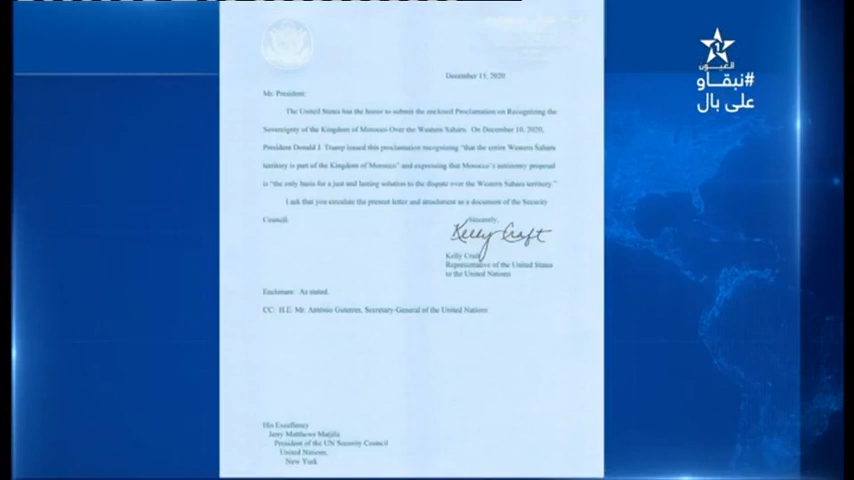 December 15, 2020
Mr. President:
The United States has the honor to submit the enclosed Proclamation on Recognizing the
Sovereignty of the Kingdom of Morocco Over the Western Sahara. On December 10, 2020,
President Donald J. Trump issued this proclamation recognizing "that the entire Western Sahara
territory is part of the Kingdom of Morocco" and expressing that Morocco's autonomy proposal
is "the only basis for a just and lasting solution to the dispute over the Western Sahara territory."
I ask that you circulate the present letter and attachment as a document of the Security
Council.
Sincerely,
Kelly Craft
Kelly Craft
Representative of the United States
to the United Nations
Enclosure: As stated.
CC: H.E. Mr. António Guterres, Secretary-General of the United Nations
His Excellency
Jerry Matthews Matjila
President of the UN Security Council
United Nations,
New York
العيون
#نبقاو
على بال